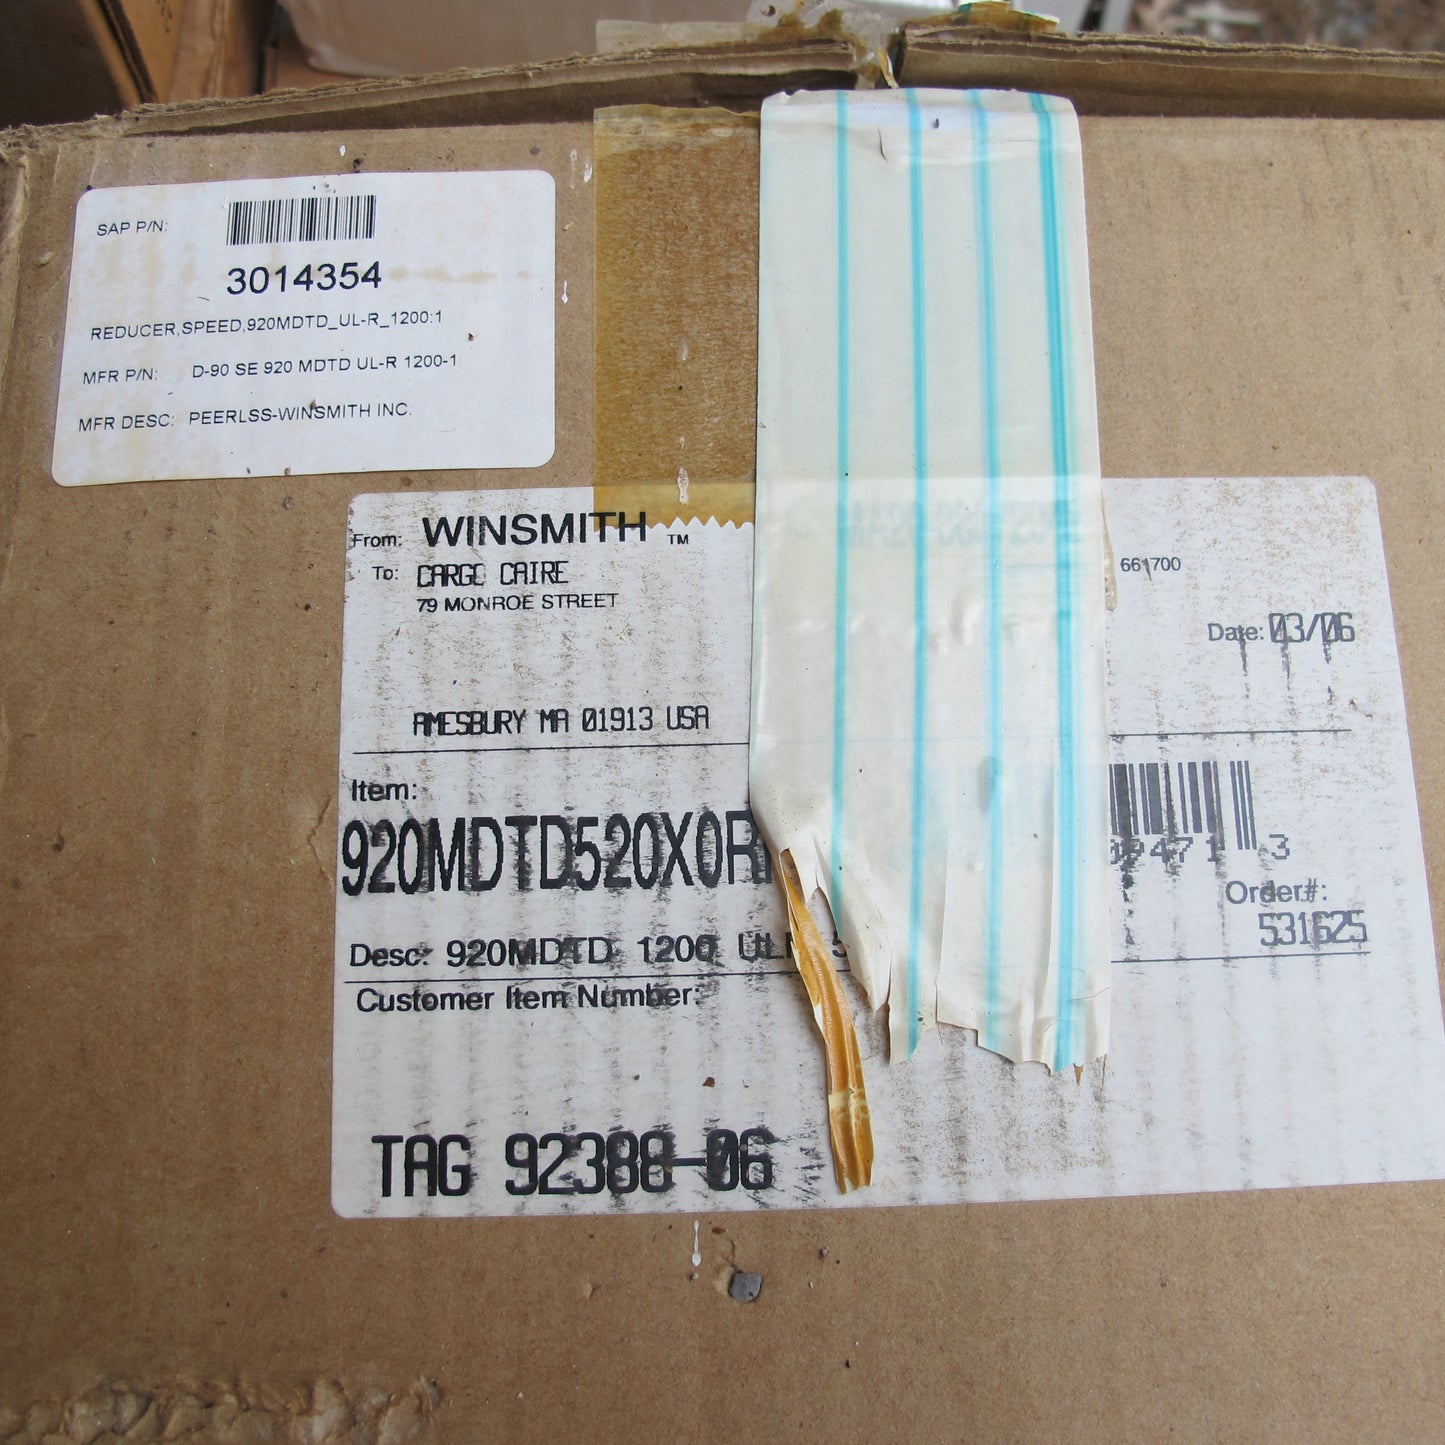 SAP P/N:
3014354
REDUCER,SPEED,920MDTD_UL-R_1200:1
MFR P/N: D-90 SE 920 MDTD UL-R 1200-1
MFR DESC: PEERLSS-WINSMITH INC.
From: WINSMITH ™
To: CARGO CAIRE
661700
79 MONROE STREET
Date: 03/06
AMESBURY MA 01913 USA
Item:
920MDTD520X0R
3
Order#:
531625
Desc: 920MDTD 1200
Customer Item Number:
TAG 92388-06